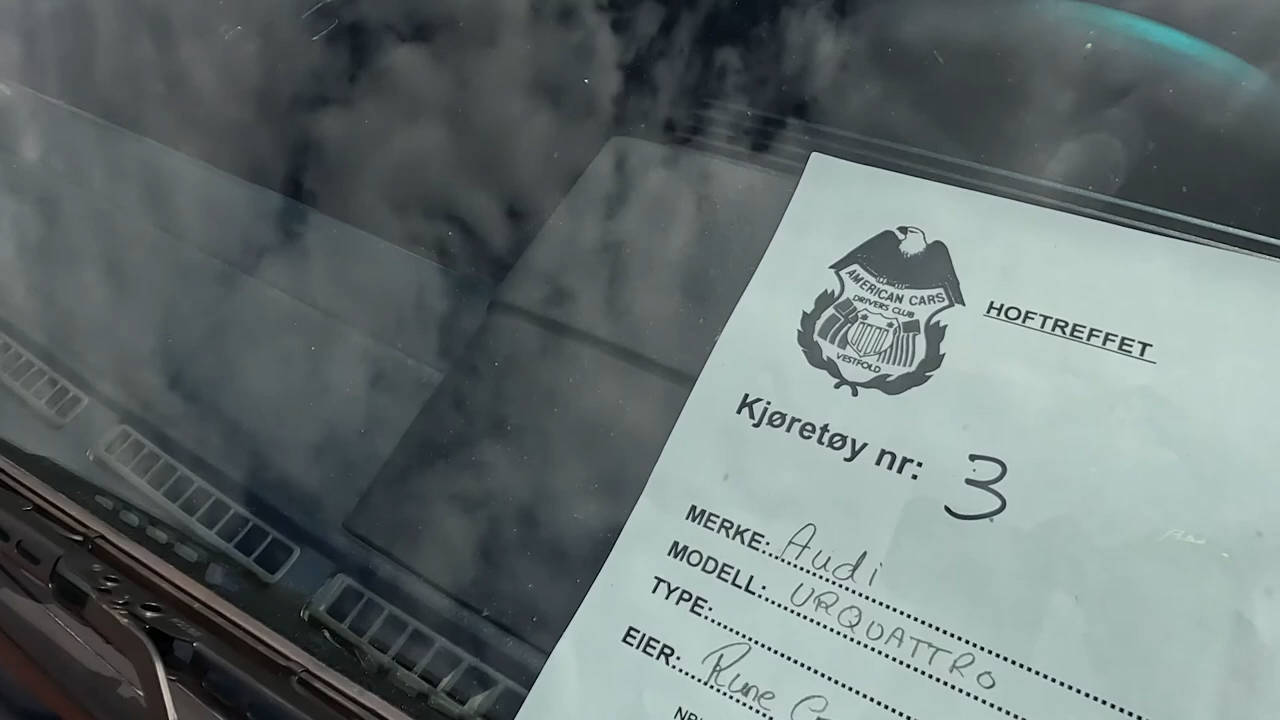 AMERICAN CARS
DRIVERS CLUB
VESTFOLD
HOFTREFFET
Kjøretøy nr: 3
MERKE: Audi
MODELL: URQUATTRO
TYPE:
EIER: Rune